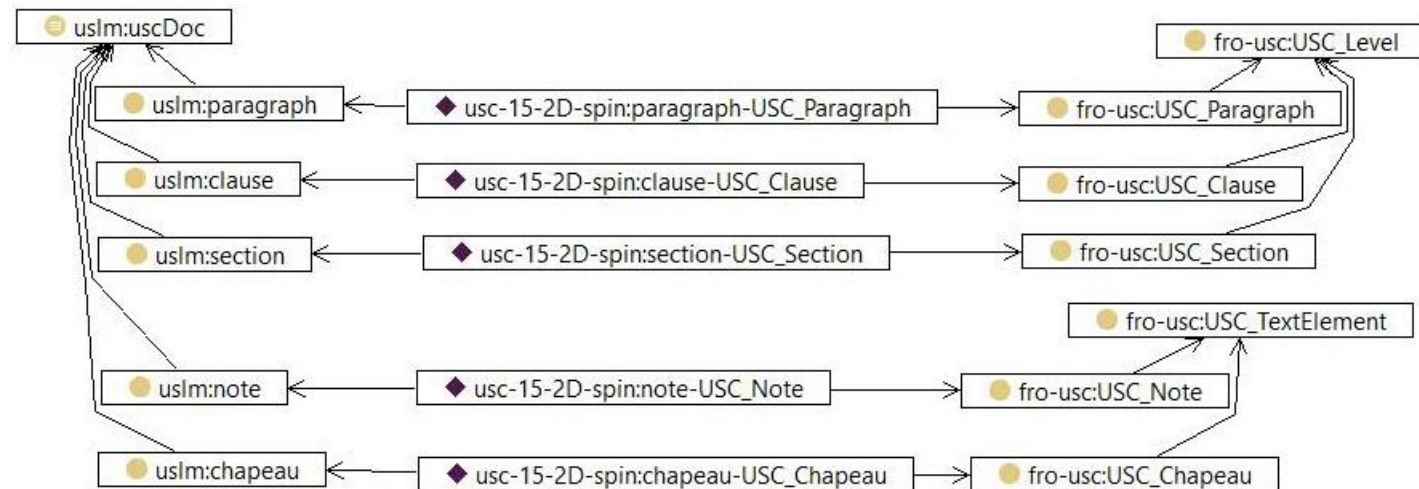 uslm:uscDoc
fro-usc:USC_Level
uslm:paragraph
usc-15-2D-spin:paragraph-USC_Paragraph
fro-usc:USC_Paragraph
uslm:clause
usc-15-2D-spin:clause-USC_Clause
fro-usc:USC_Clause
uslm:section
usc-15-2D-spin:section-USC_Section
fro-usc:USC_Section
fro-usc:USC_TextElement
uslm:note
usc-15-2D-spin:note-USC_Note
fro-usc:USC_Note
uslm:chapeau
usc-15-2D-spin:chapeau-USC_Chapeau
fro-usc:USC_Chapeau